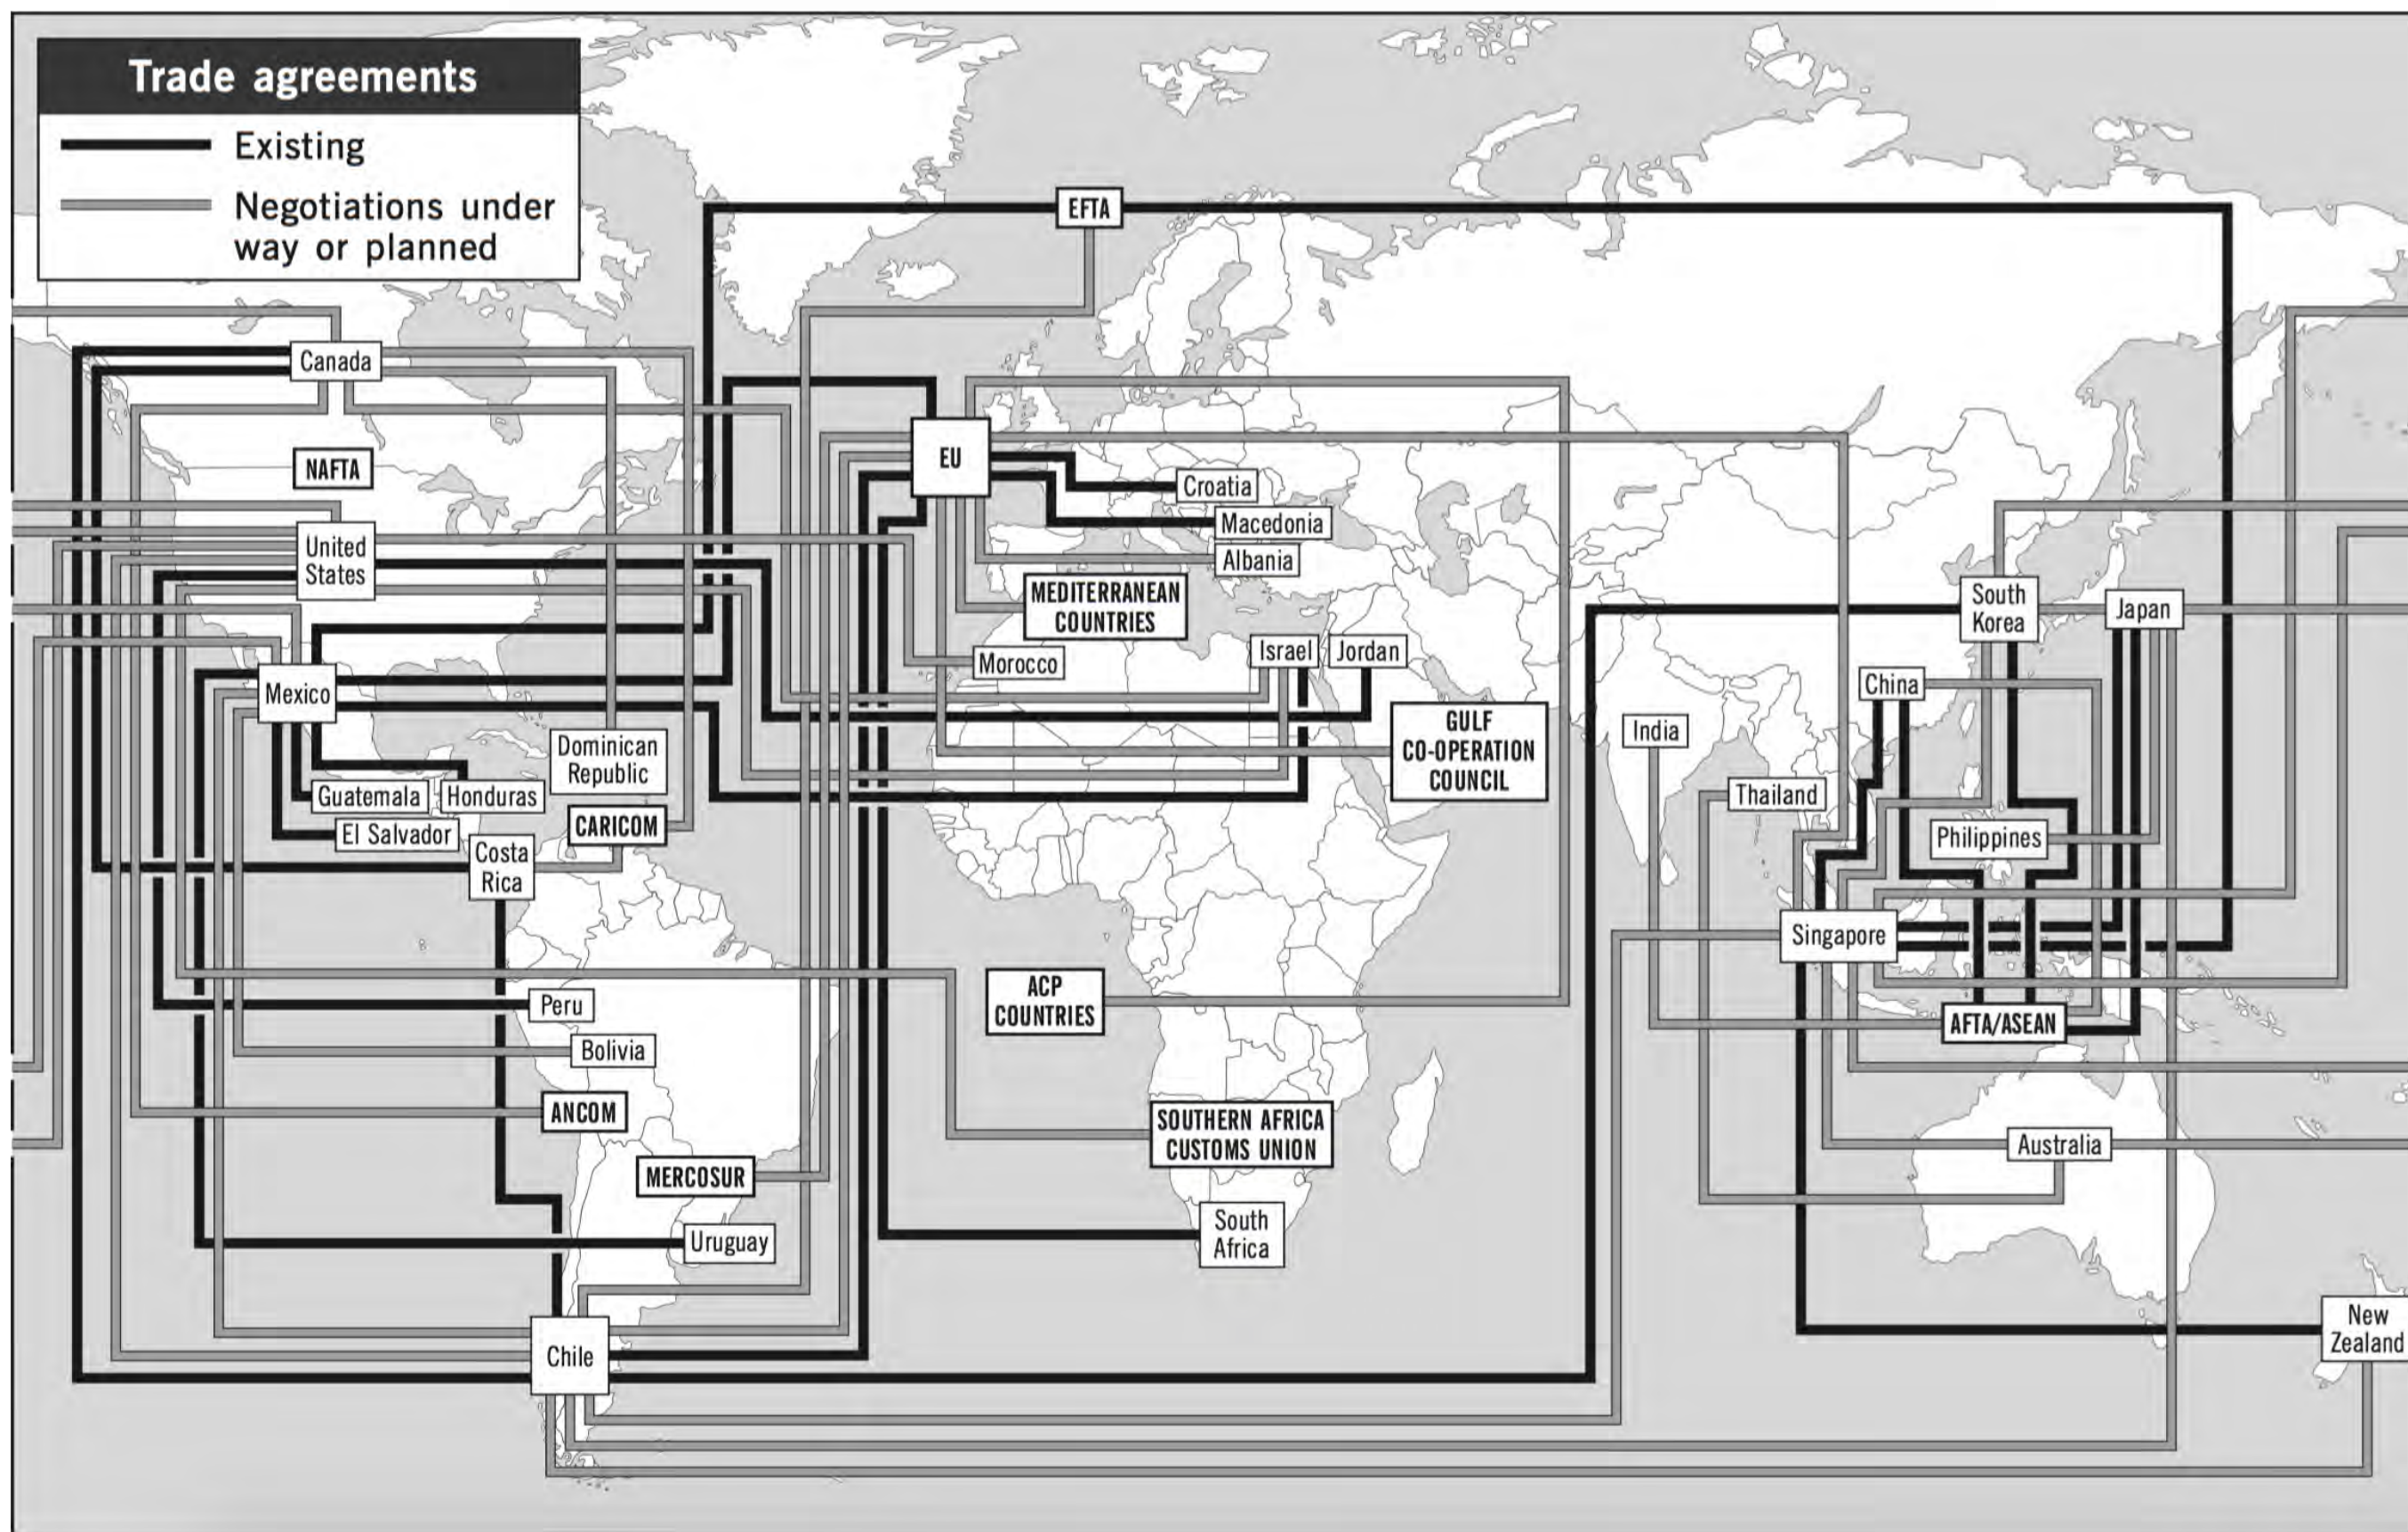 Trade agreements
Existing
Negotiations under
way or planned
EFTA
Canada
NAFTA
EU
Croatia
Macedonia
Albania
United
States
MEDITERRANEAN
COUNTRIES
South
Korea
Japan
Morocco
Israel
Jordan
Mexico
China
GULF
CO-OPERATION
COUNCIL
India
Dominican
Republic
Guatemala
Honduras
Thailand
CARICOM
El Salvador
Philippines
Costa
Rica
Singapore
Peru
ACP
COUNTRIES
AFTA/ASEAN
Bolivia
ANCOM
SOUTHERN AFRICA
CUSTOMS UNION
Australia
MERCOSUR
Uruguay
South
Africa
New
Zealand
Chile